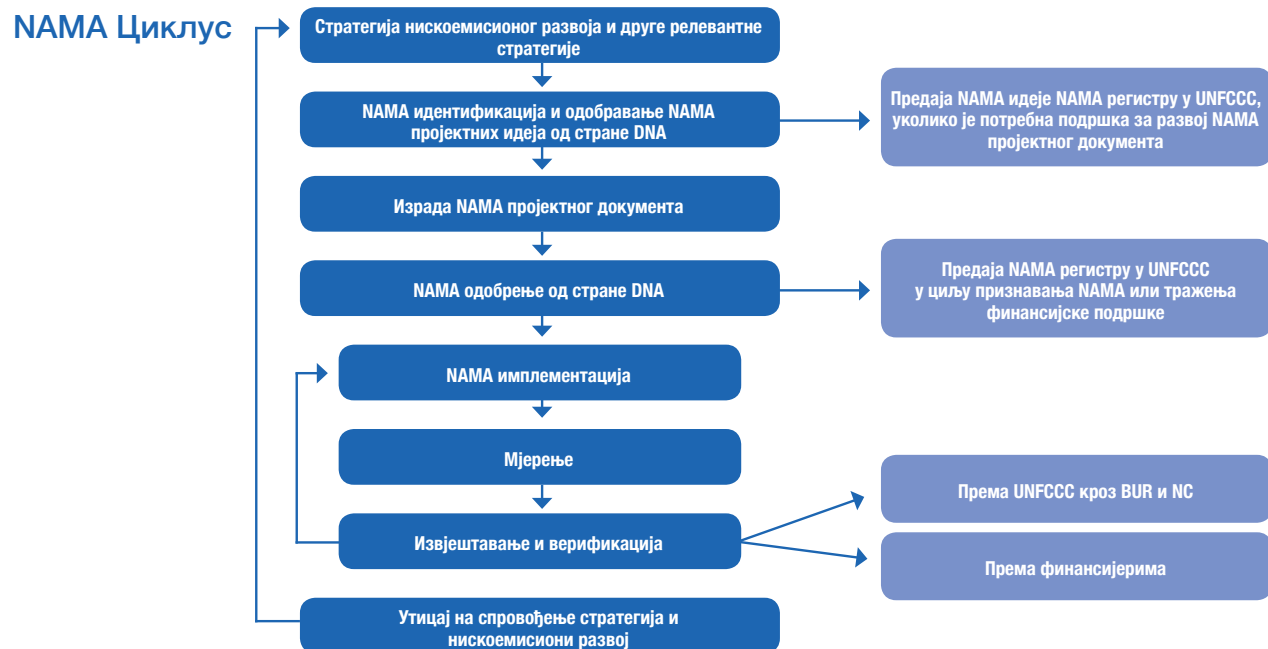 NAMA Циклус
Стратегија нискоемисионог развоја и друге релевантне
стратегије
NAMA идентификација и одобравање NAMA
пројектних идеја од стране DNA
Предаја NAMA идеје NAMA регистру у UNFCCC,
уколико је потребна подршка за развој NAMA
пројектног документа
Израда NAMA пројектног документа
NAMA одобрење од стране DNA
Предаја NAMA регистру у UNFCCC
у циљу признавања NAMA или тражења
финансијске подршке
NAMA имплементација
Мјерење
Извјештавање и верификација
Према UNFCCC кроз BUR и NC
Према финансијерима
Утицај на спровођење стратегија и
нискоемисиони развој